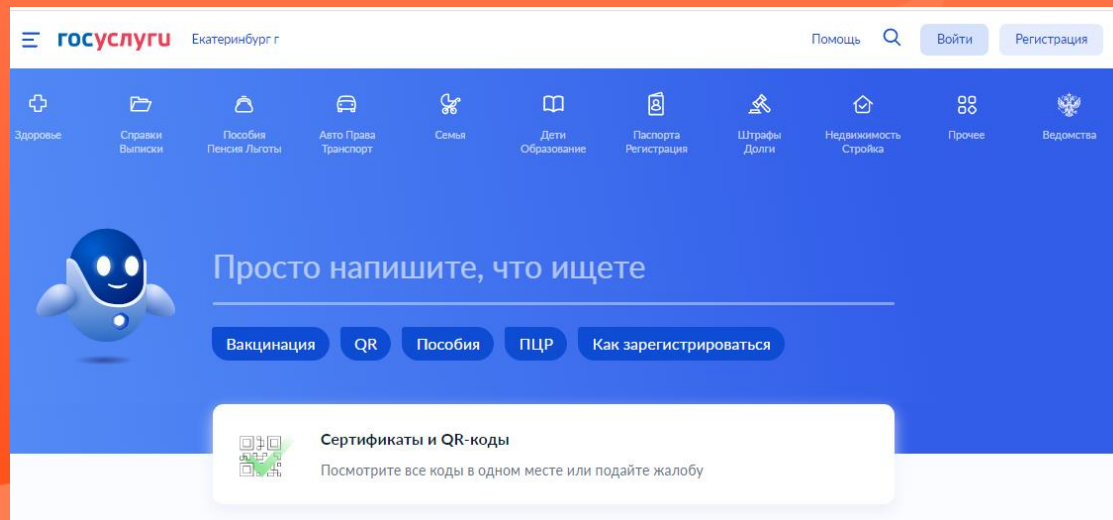 госуслуги Екатеринбург г Помощь Войти Регистрация
Здоровье
Справки
Выписки
Пособия
Пенсия Льготы
Авто Права
Транспорт
Семья
Дети
Образование
Паспорта
Регистрация
Штрафы
Долги
Недвижимость
Стройка
Прочее
Ведомства
Просто напишите, что ищете
Вакцинация QR Пособия ПЦР Как зарегистрироваться
Сертификаты и QR-коды
Посмотрите все коды в одном месте или подайте жалобу